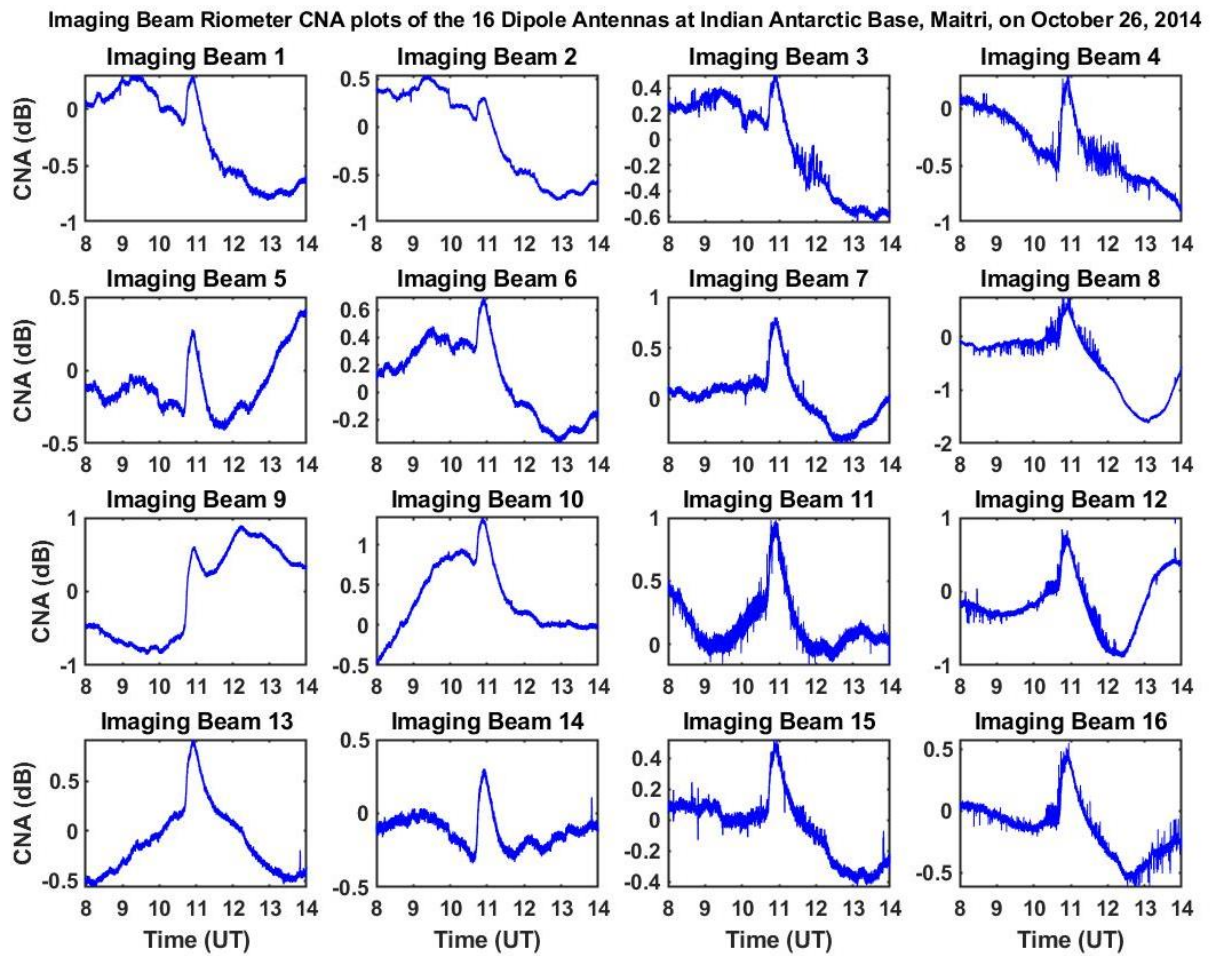 Imaging Beam Riometer CNA plots of the 16 Dipole Antennas at Indian Antarctic Base, Maitri, on October 26, 2014
Imaging Beam 1
CNA (dB)
0
-0.5
-1
8 9 10 11 12 13 14
Imaging Beam 2
0.5
0
-0.5
-1
8 9 10 11 12 13 14
Imaging Beam 3
0.4
0.2
0
-0.2
-0.4
-0.6
8 9 10 11 12 13 14
Imaging Beam 4
0
-0.5
-1
8 9 10 11 12 13 14
Imaging Beam 5
CNA (dB)
0.5
0
-0.5
8 9 10 11 12 13 14
Imaging Beam 6
0.6
0.4
0.2
0
-0.2
8 9 10 11 12 13 14
Imaging Beam 7
1
0.5
0
8 9 10 11 12 13 14
Imaging Beam 8
0
-1
-2
8 9 10 11 12 13 14
Imaging Beam 9
CNA (dB)
1
0
-1
8 9 10 11 12 13 14
Imaging Beam 10
1
0.5
0
-0.5
8 9 10 11 12 13 14
Imaging Beam 11
1
0.5
0
8 9 10 11 12 13 14
Imaging Beam 12
1
0
-1
8 9 10 11 12 13 14
Imaging Beam 13
CNA (dB)
0.5
0
-0.5
8 9 10 11 12 13 14
Time (UT)
Imaging Beam 14
0.5
0
-0.5
8 9 10 11 12 13 14
Time (UT)
Imaging Beam 15
0.4
0.2
0
-0.2
-0.4
8 9 10 11 12 13 14
Time (UT)
Imaging Beam 16
0.5
0
-0.5
8 9 10 11 12 13 14
Time (UT)